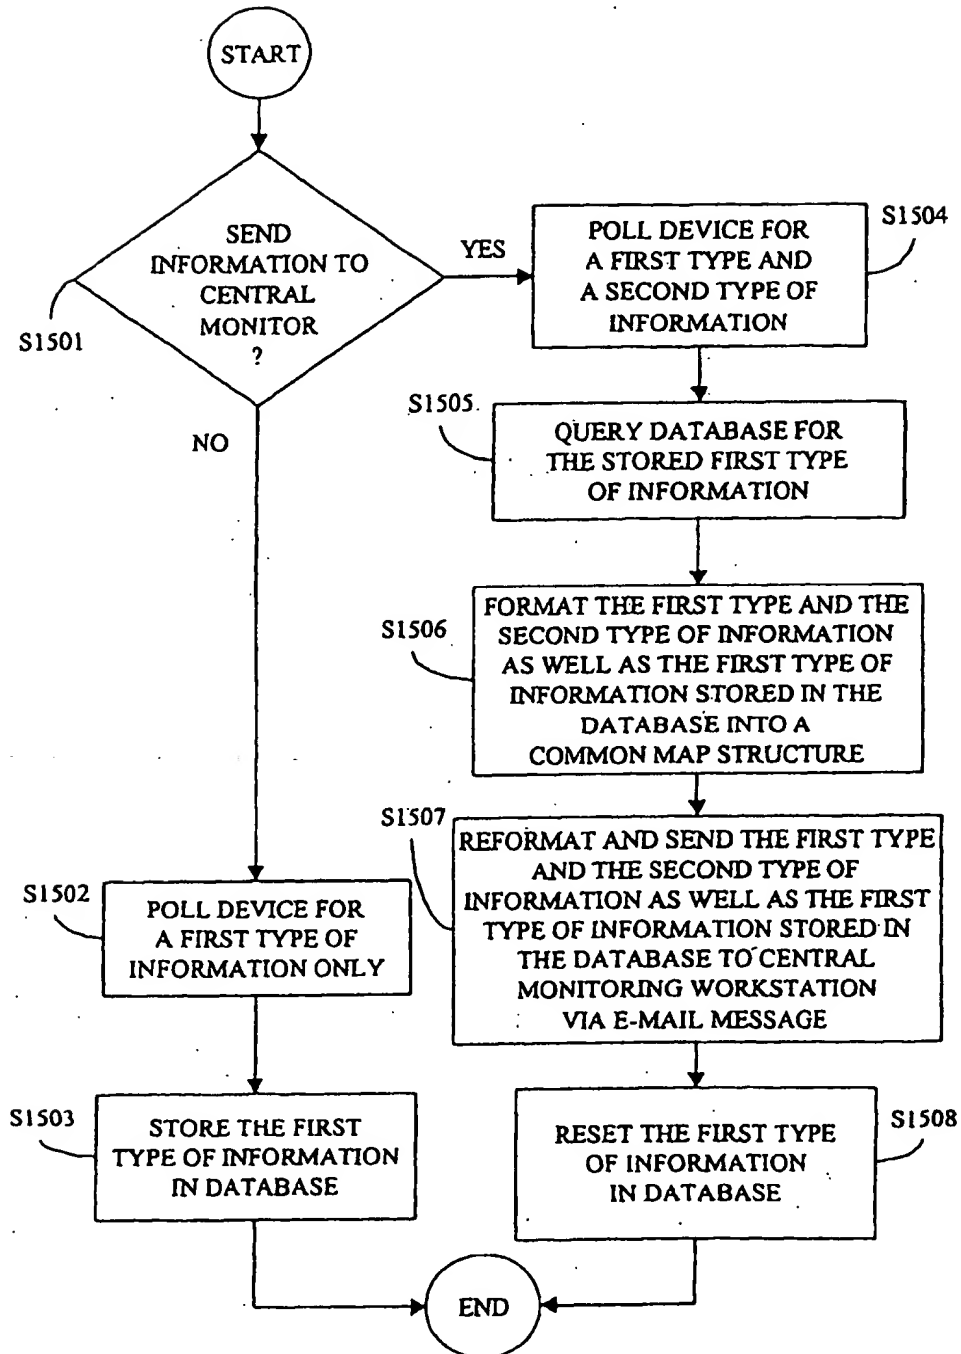 START
SEND
INFORMATION TO
CENTRAL
MONITOR
?
S1501
YES
NO
POLL DEVICE FOR
A FIRST TYPE AND
A SECOND TYPE OF
INFORMATION
S1504
S1505
QUERY DATABASE FOR
THE STORED FIRST TYPE
OF INFORMATION
S1506
FORMAT THE FIRST TYPE AND THE
SECOND TYPE OF INFORMATION
AS WELL AS THE FIRST TYPE OF
INFORMATION STORED IN THE
DATABASE INTO A
COMMON MAP STRUCTURE
S1507
REFORMAT AND SEND THE FIRST TYPE
AND THE SECOND TYPE OF
INFORMATION AS WELL AS THE FIRST
TYPE OF INFORMATION STORED IN
THE DATABASE TO CENTRAL
MONITORING WORKSTATION
VIA E-MAIL MESSAGE
S1502
POLL DEVICE FOR
A FIRST TYPE OF
INFORMATION ONLY
S1503
STORE THE FIRST
TYPE OF INFORMATION
IN DATABASE
RESET THE FIRST TYPE
OF INFORMATION
IN DATABASE
S1508
END